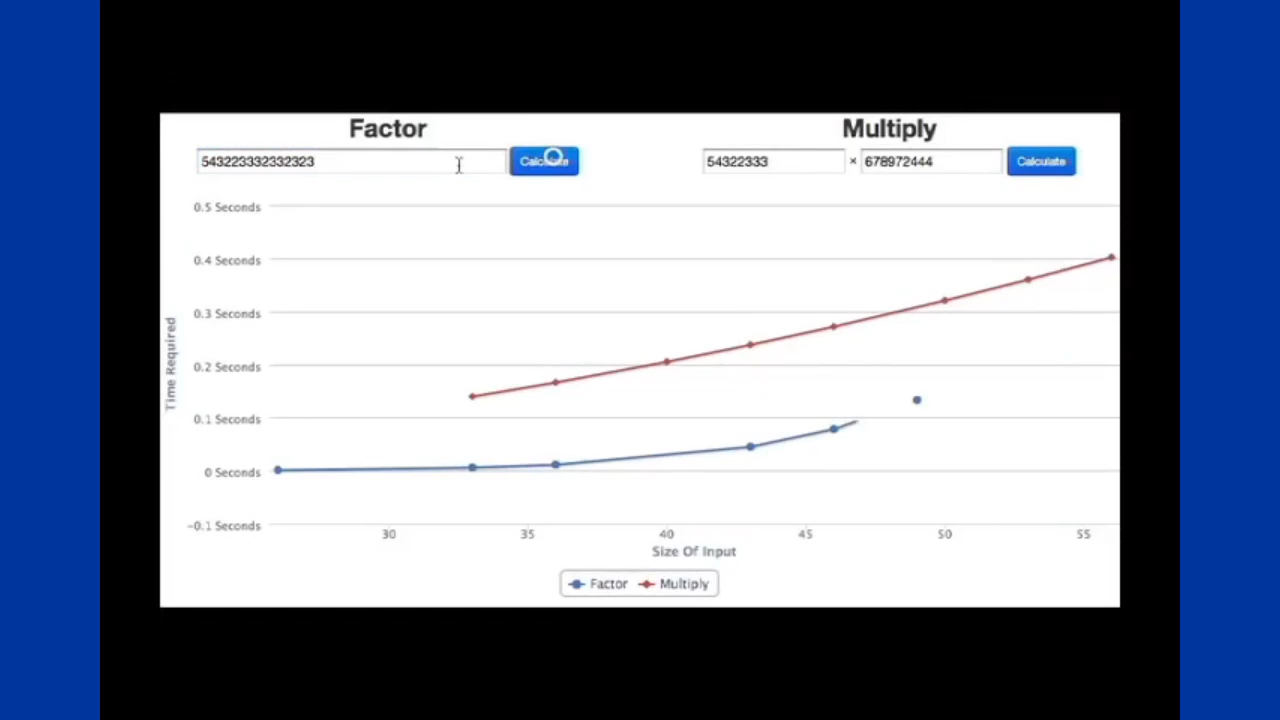 Factor
Multiply
543223332332323
Calculate
54322333
×
678972444
Calculate
0.5 Seconds
0.4 Seconds
0.3 Seconds
0.2 Seconds
0.1 Seconds
0 Seconds
-0.1 Seconds
Time Required
30 35 40 45 50 55
Size Of Input
Factor Multiply